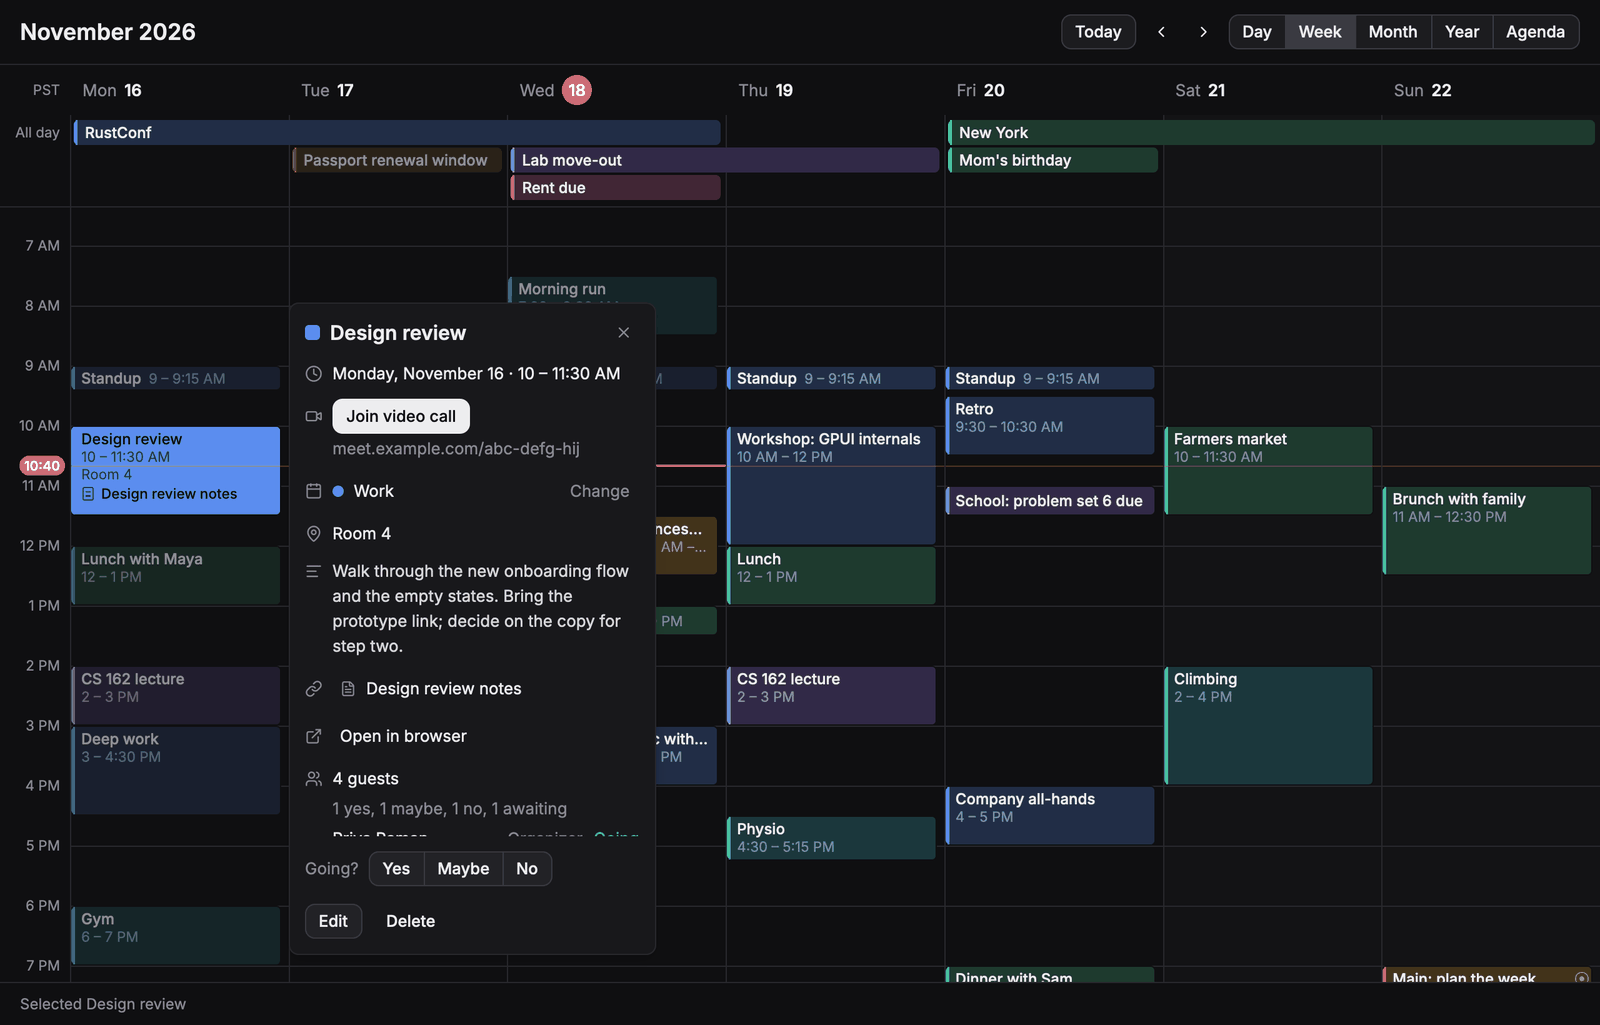 November 2026
Today
Day
Week
Month
Year
Agenda
PST
Mon 16
Tue 17
Wed 18
Thu 19
Fri 20
Sat 21
Sun 22
All day
RustConf
New York
Passport renewal window
Lab move-out
Mom's birthday
Rent due
7 AM
8 AM
9 AM
10 AM
10:40
11 AM
12 PM
1 PM
2 PM
3 PM
4 PM
5 PM
6 PM
7 PM
Standup 9 – 9:15 AM
Design review
10 – 11:30 AM
Room 4
Design review notes
Lunch with Maya
12 – 1 PM
CS 162 lecture
2 – 3 PM
Deep work
3 – 4:30 PM
Gym
6 – 7 PM
Morning run
Design review
Monday, November 16 · 10 – 11:30 AM
Join video call
meet.example.com/abc-defg-hij
Work
Change
Room 4
Walk through the new onboarding flow
and the empty states. Bring the
prototype link; decide on the copy for
step two.
Design review notes
Open in browser
4 guests
1 yes, 1 maybe, 1 no, 1 awaiting
Going?
Yes
Maybe
No
Edit
Delete
nces...
AM –...
PM
c with...
PM
Standup 9 – 9:15 AM
Workshop: GPUI internals
10 AM – 12 PM
Lunch
12 – 1 PM
CS 162 lecture
2 – 3 PM
Physio
4:30 – 5:15 PM
Standup 9 – 9:15 AM
Retro
9:30 – 10:30 AM
School: problem set 6 due
Company all-hands
4 – 5 PM
Dinner with Sam
Farmers market
10 – 11:30 AM
Climbing
2 – 4 PM
Brunch with family
11 AM – 12:30 PM
Main: plan the week
Selected Design review